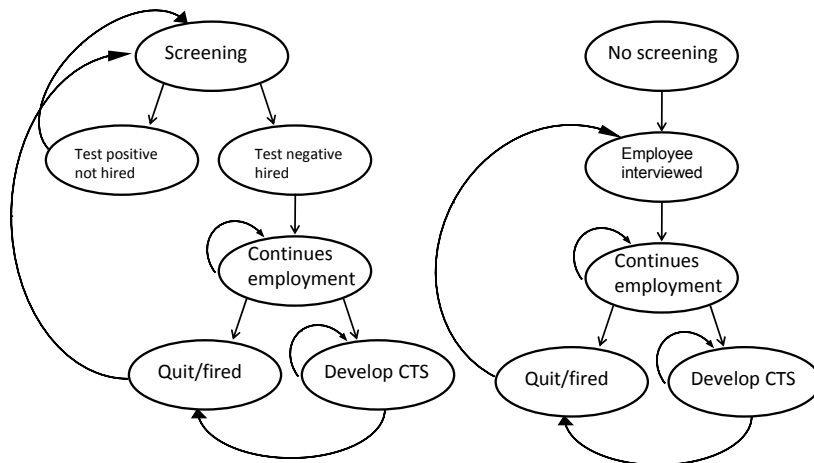 Screening
Test positive
not hired
Test negative
hired
Continues
employment
Quit/fired
Develop CTS
No screening
Employee
interviewed
Continues
employment
Quit/fired
Develop CTS